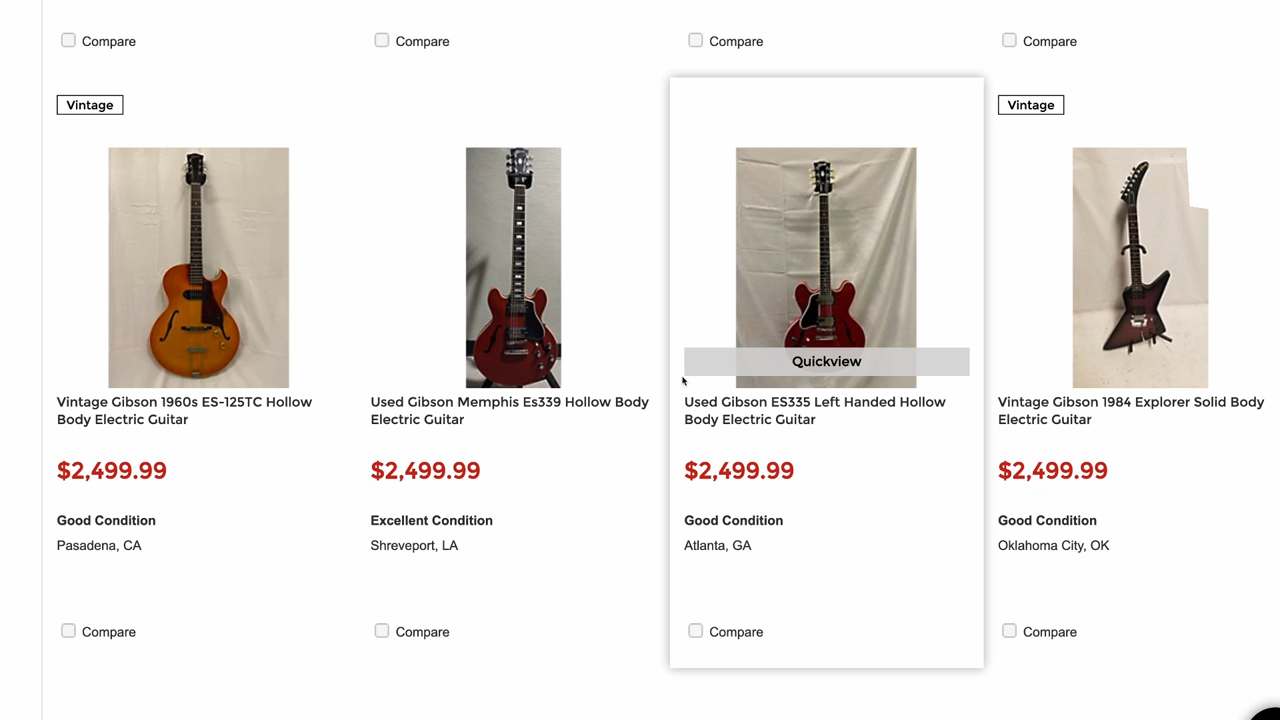 Compare
Compare
Compare
Compare
Vintage
Vintage
Quickview
Vintage Gibson 1960s ES-125TC Hollow
Body Electric Guitar
$2,499.99
Good Condition
Pasadena, CA
Compare
Used Gibson Memphis Es339 Hollow Body
Electric Guitar
$2,499.99
Excellent Condition
Shreveport, LA
Compare
Used Gibson ES335 Left Handed Hollow
Body Electric Guitar
$2,499.99
Good Condition
Atlanta, GA
Compare
Vintage Gibson 1984 Explorer Solid Body
Electric Guitar
$2,499.99
Good Condition
Oklahoma City, OK
Compare